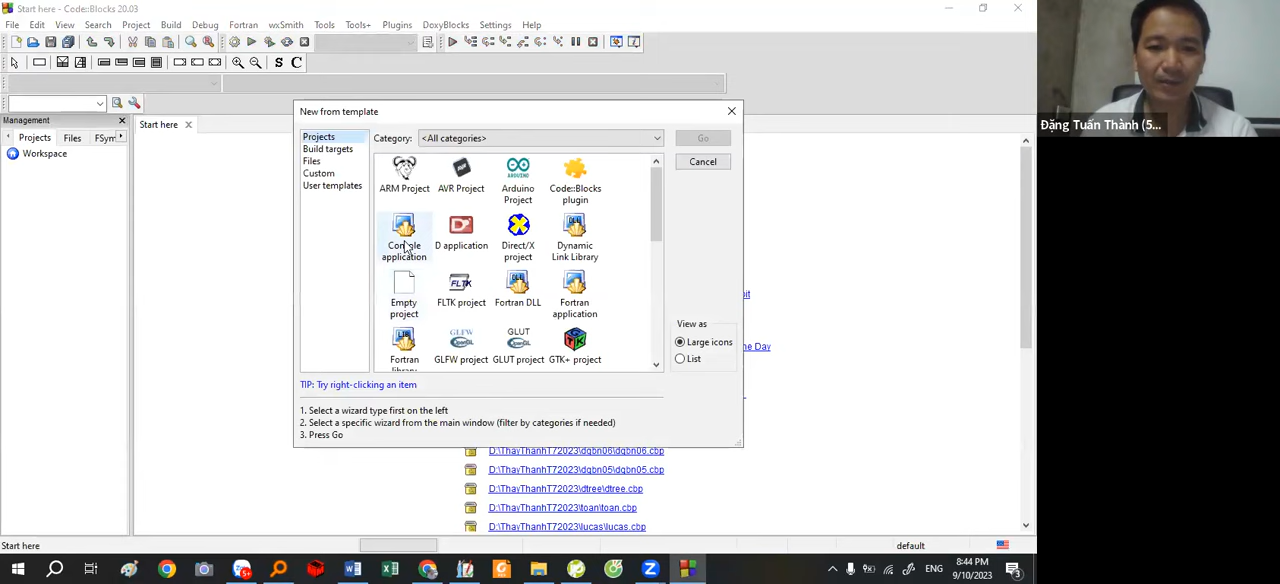 Start here - Code::Blocks 20.03
File Edit View Search Project Build Debug Fortran wxSmith Tools Tools+ Plugins DoxyBlocks Settings Help
S C
Management
Projects Files FSym
Workspace
Start here
New from template
Projects
Build targets
Files
Custom
User templates
Category: <All categories>
Go
Cancel
ARM Project AVR Project Arduino Project Code::Blocks plugin
Console application D application Direct/X project Dynamic Link Library
Empty project FLTK project Fortran DLL Fortran application
Fortran library GLFW project GLUT project GTK+ project
View as
Large icons
List
TIP: Try right-clicking an item
1. Select a wizard type first on the left
2. Select a specific wizard from the main window (filter by categories if needed)
3. Press Go
me Day
D:\ThayThanhT72023\dqbn06\dqbn06.cbp
D:\ThayThanhT72023\dqbn05\dqbn05.cbp
D:\ThayThanhT72023\dtree\dtree.cbp
D:\ThayThanhT72023\toan\toan.cbp
D:\ThayThanhT72023\lucas\lucas.cbp
Start here default
ENG
8:44 PM
9/10/2023
Đặng Tuấn Thành (5...